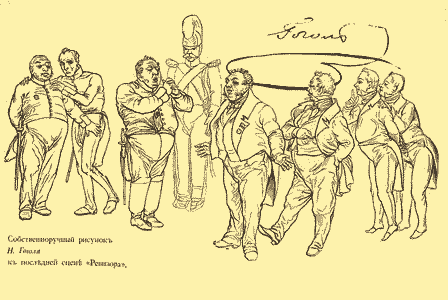 Гоголь
Собственноручный рисунокъ
Н. Гоголя
къ послѣдней сценѣ «Ревизора».